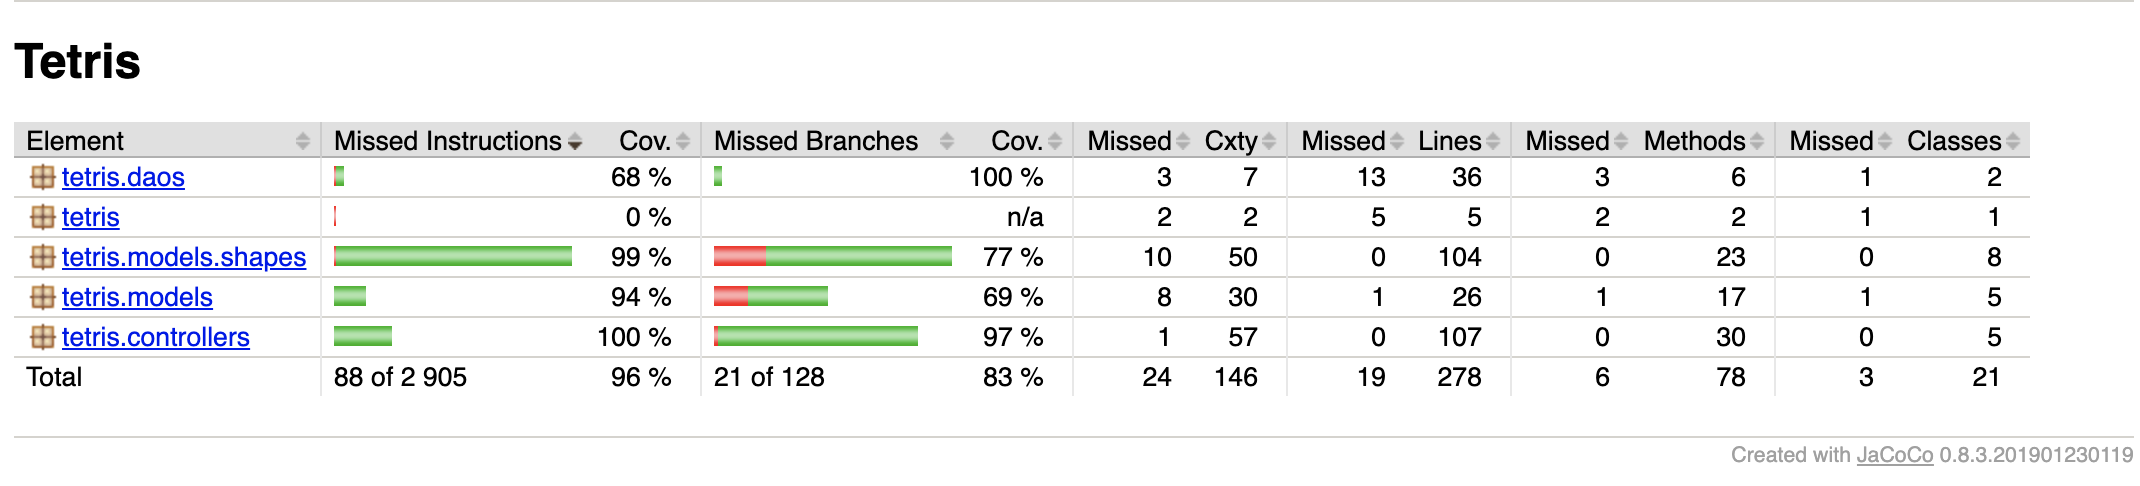 Tetris
Element Missed Instructions Cov. Missed Branches Cov. Missed Cxty Missed Lines Missed Methods Missed Classes
tetris.daos 68 % 100 % 3 7 13 36 3 6 1 2
tetris 0 % n/a 2 2 5 5 2 2 1 1
tetris.models.shapes 99 % 77 % 10 50 0 104 0 23 0 8
tetris.models 94 % 69 % 8 30 1 26 1 17 1 5
tetris.controllers 100 % 97 % 1 57 0 107 0 30 0 5
Total 88 of 2 905 96 % 21 of 128 83 % 24 146 19 278 6 78 3 21
Created with JaCoCo 0.8.3.201901230119